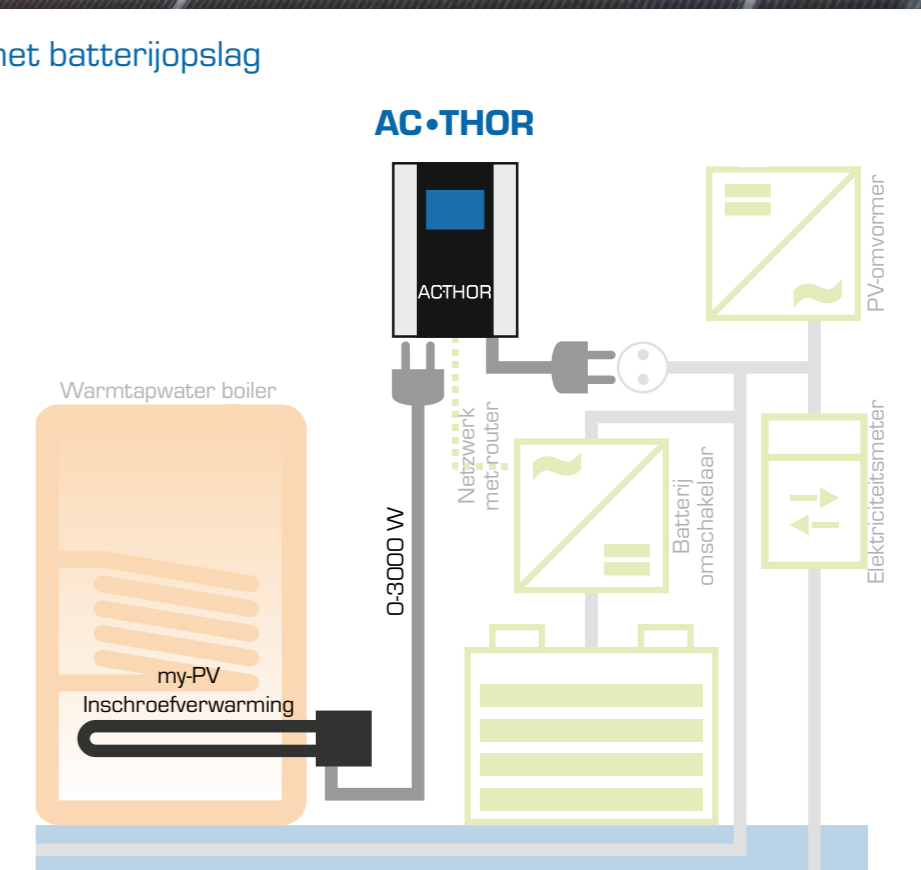 batterijopslag
AC•THOR
ACTHOR
PV-omvormer
Warmtapwater boiler
Netzwerk
met router
Batterij
omschakelaar
Elektriciteitsmeter
0-3000 W
my-PV
Inschroefverwarming